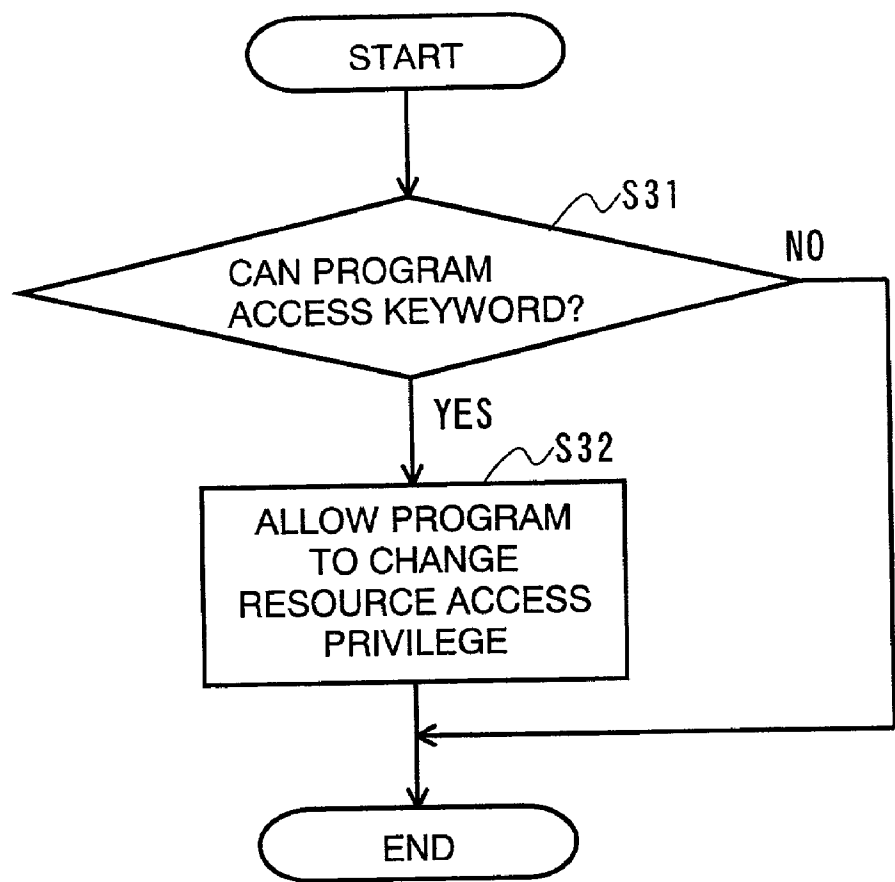 START
S31
NO
CAN PROGRAM
ACCESS KEYWORD?
YES
S32
ALLOW PROGRAM
TO CHANGE
RESOURCE ACCESS
PRIVILEGE
END